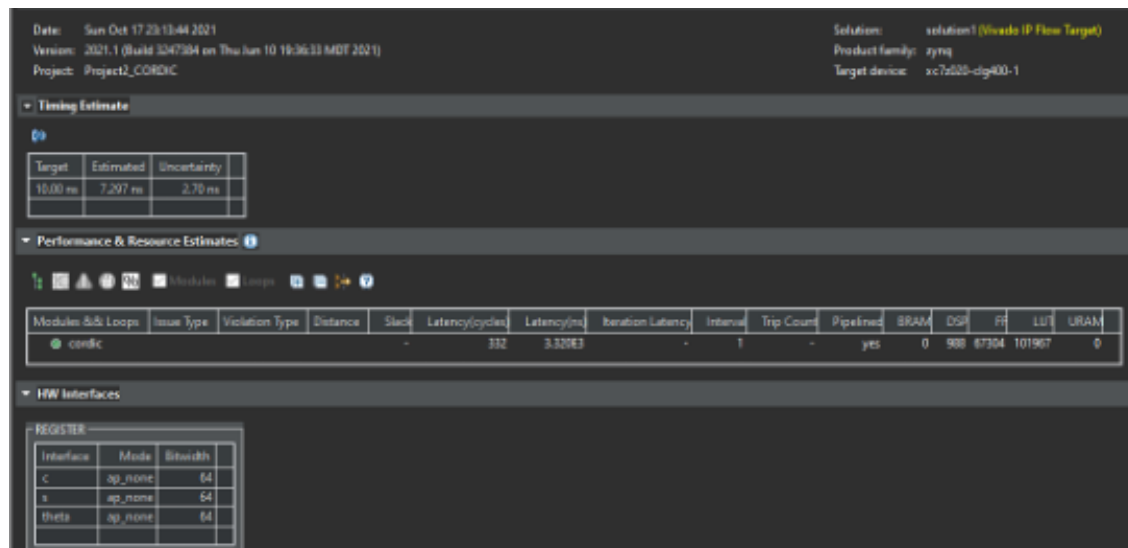 Date: Sun Oct 17 23:13:44 2021
Version: 2021.1 (Build 3247384 on Thu Jun 10 19:36:33 MDT 2021)
Project: Project2_CORDIC
Solution: solution1 (Vivado IP Flow Target)
Product family: zynq
Target device: xc7z020-clg400-1
Timing Estimate
Target Estimated Uncertainty
10.00 ns 7.297 ns 2.70 ns
Performance & Resource Estimates
Modules Loops
Modules && Loops Issue Type Violation Type Distance Slack Latency(cycles) Latency(ns) Iteration Latency Interval Trip Count Pipelined BRAM DSP FF LUT URAM
cordic - 332 3.320E3 - 1 - yes 0 988 67304 101967 0
HW Interfaces
REGISTER
Interface Mode Bitwidth
c ap_none 64
s ap_none 64
theta ap_none 64